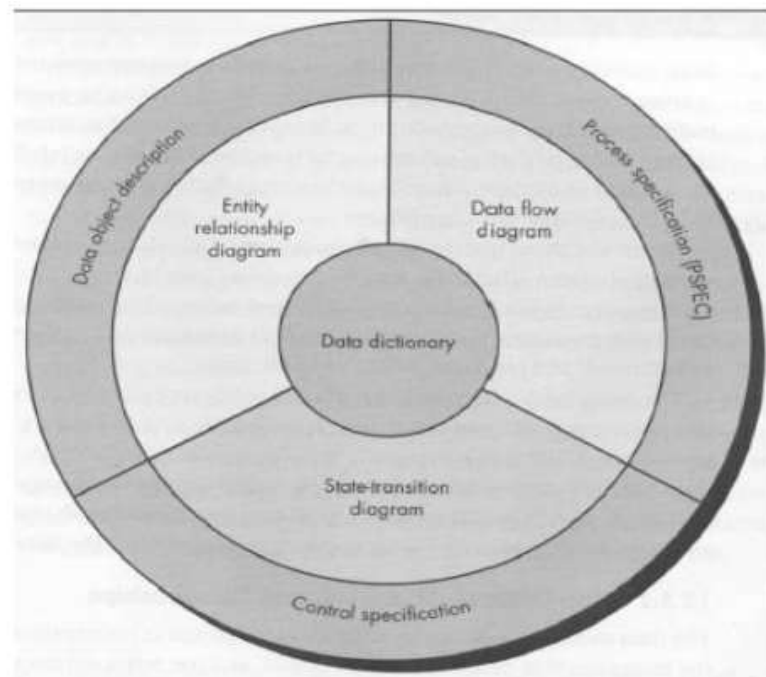 Data object description
Process specification (PSPEC)
Entity
relationship
diagram
Data flow
diagram
Data dictionary
State-transition
diagram
Control specification